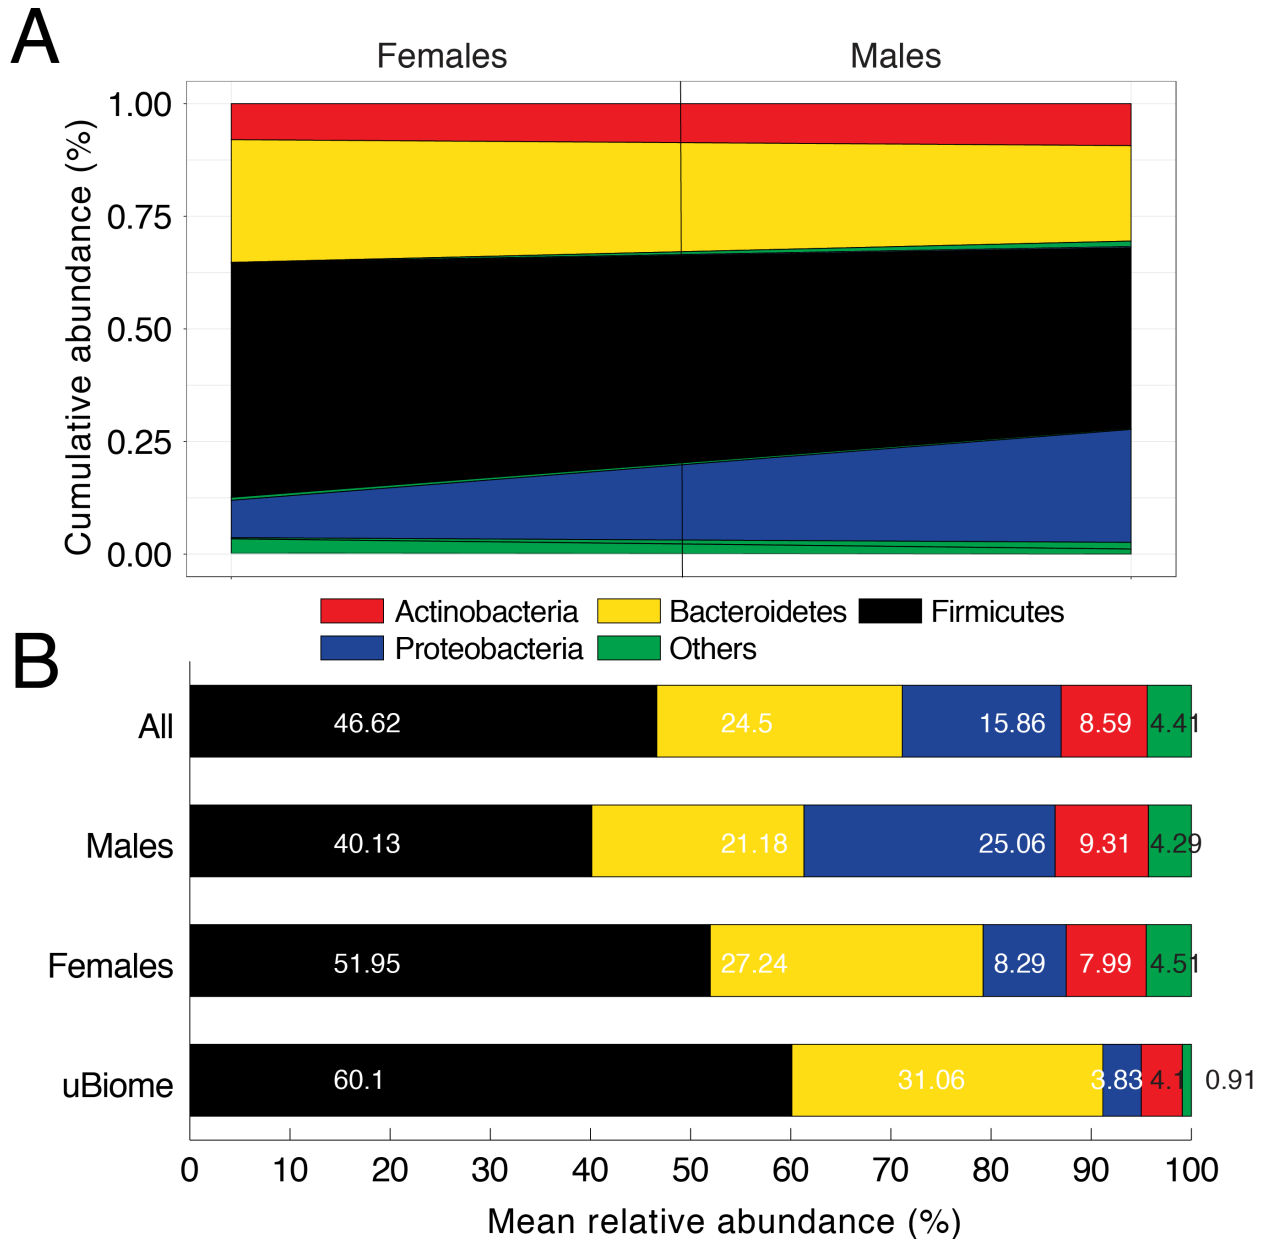 A
Females Males
Cumulative abundance (%)
1.00
0.75
0.50
0.25
0.00
Actinobacteria Bacteroidetes Firmicutes
Proteobacteria Others
B
All 46.62 24.5 15.86 8.59 4.41
Males 40.13 21.18 25.06 9.31 4.29
Females 51.95 27.24 8.29 7.99 4.51
uBiome 60.1 31.06 3.83 4.1 0.91
0 10 20 30 40 50 60 70 80 90 100
Mean relative abundance (%)